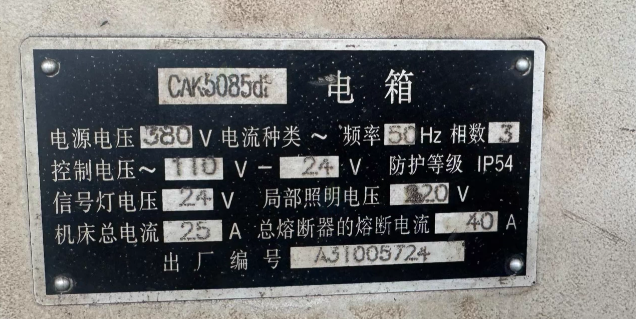 CAK5085di 电箱
电源电压 380 V 电流种类 ~ 频率 50 Hz 相数 3
控制电压~ 110 V — 24 V 防护等级 IP54
信号灯电压 24 V 局部照明电压 220 V
机床总电流 25 A 总熔断器的熔断电流 40 A
出厂编号 A31005724